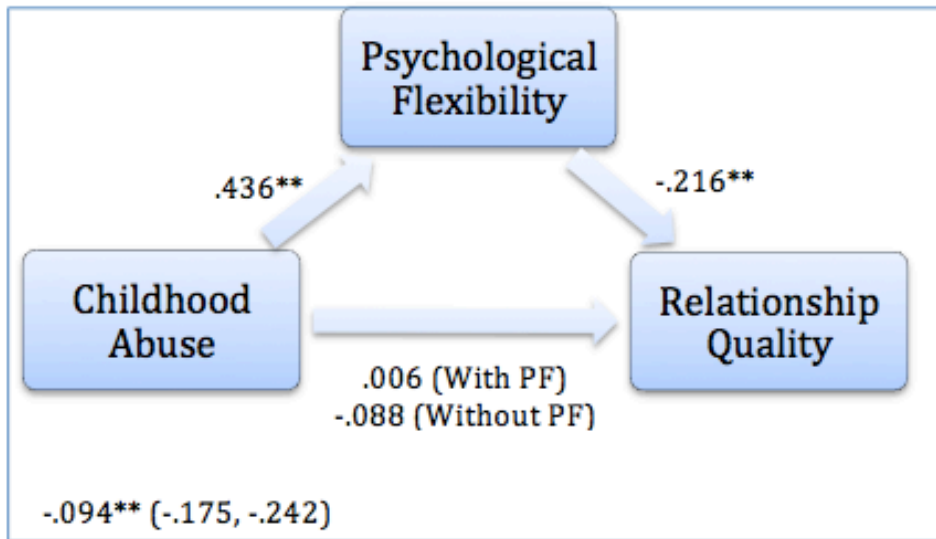 Psychological
Flexibility
.436**
-.216**
Childhood
Abuse
Relationship
Quality
.006 (With PF)
-.088 (Without PF)
-.094** (-.175, -.242)